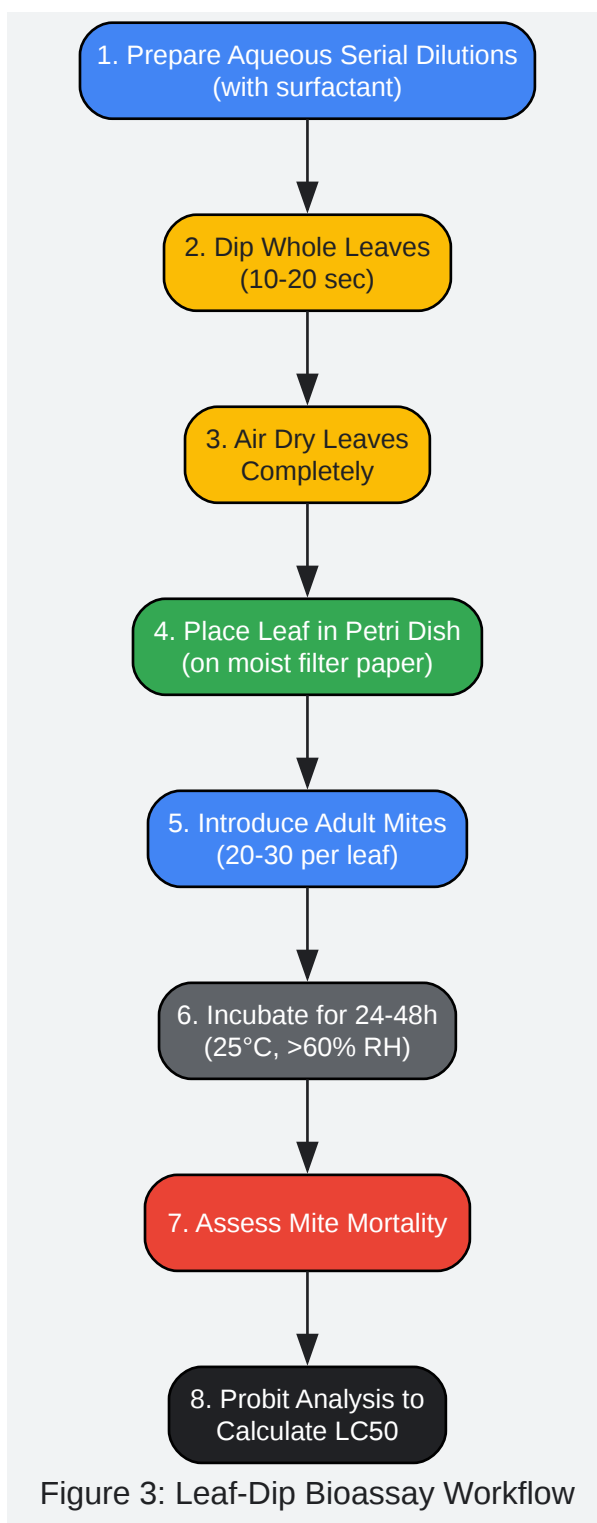 1. Prepare Aqueous Serial Dilutions
(with surfactant)
2. Dip Whole Leaves
(10-20 sec)
3. Air Dry Leaves
Completely
4. Place Leaf in Petri Dish
(on moist filter paper)
5. Introduce Adult Mites
(20-30 per leaf)
6. Incubate for 24-48h
(25°C, >60% RH)
7. Assess Mite Mortality
8. Probit Analysis to
Calculate LC50
Figure 3: Leaf-Dip Bioassay Workflow